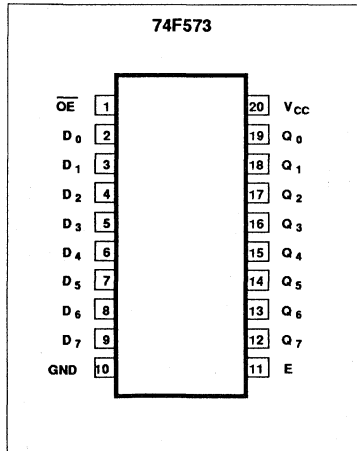 74F573
OE 1 20 VCC
D0 2 19 Q0
D1 3 18 Q1
D2 4 17 Q2
D3 5 16 Q3
D4 6 15 Q4
D5 7 14 Q5
D6 8 13 Q6
D7 9 12 Q7
GND 10 11 E